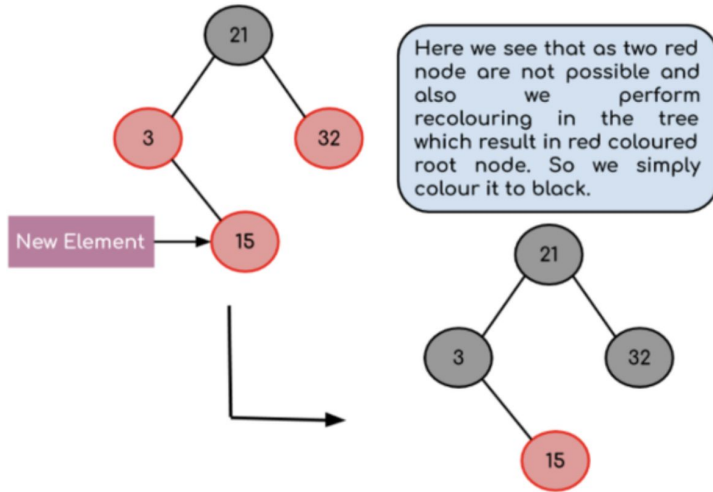 21
Here we see that as two red
node are not possible and
also we perform
recolouring in the tree
which result in red coloured
root node. So we simply
colour it to black.
3
32
New Element
15
21
3
32
15